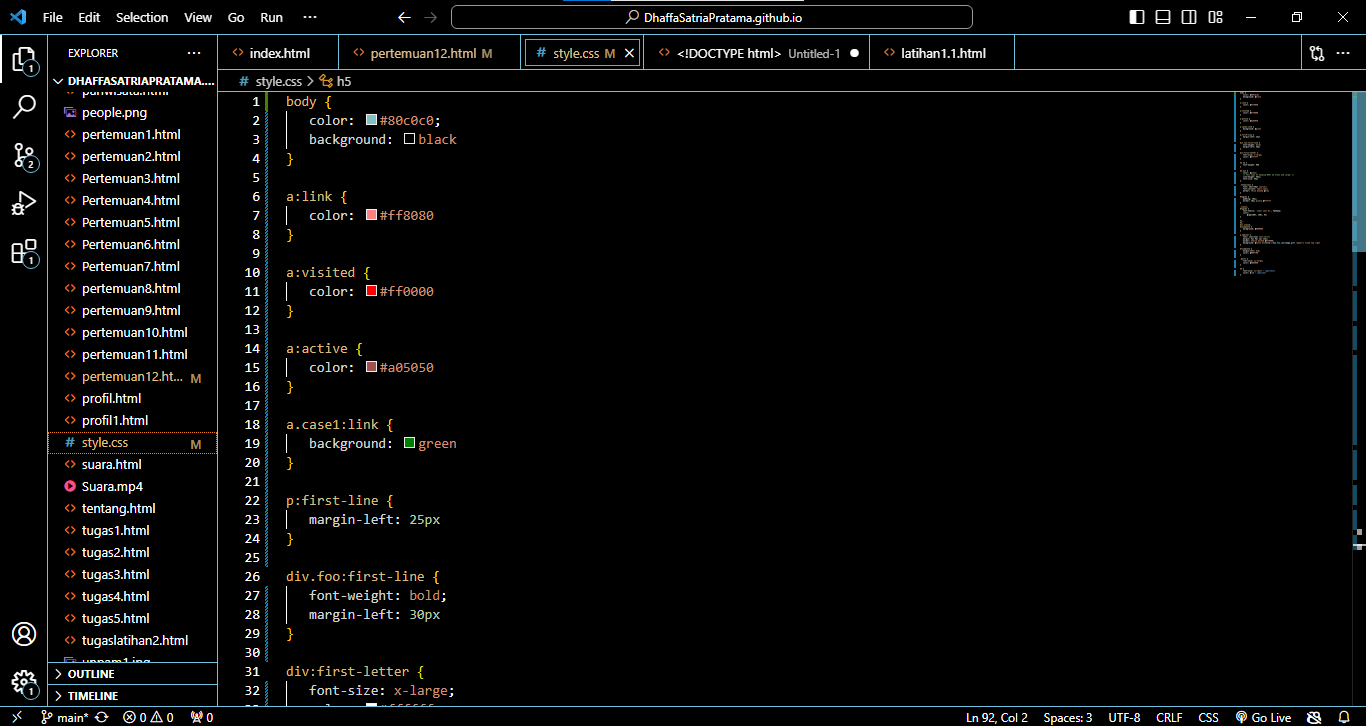 File Edit Selection View Go Run ···
DhaffaSatriaPratama.github.io
EXPLORER ···
index.html
pertemuan12.html M
# style.css M
<!DOCTYPE html> Untitled-1
latihan1.1.html
DHAFFASATRIAPRATAMA....
# style.css > h5
pariwisata.html
people.png
pertemuan1.html
pertemuan2.html
Pertemuan3.html
Pertemuan4.html
Pertemuan5.html
Pertemuan6.html
Pertemuan7.html
pertemuan8.html
pertemuan9.html
pertemuan10.html
pertemuan11.html
pertemuan12.ht... M
profil.html
profil1.html
# style.css M
suara.html
Suara.mp4
tentang.html
tugas1.html
tugas2.html
tugas3.html
tugas4.html
tugas5.html
tugaslatihan2.html
OUTLINE
TIMELINE
1
2
1
1
1 body {
2 color: #80c0c0;
3 background: black
4 }
5
6 a:link {
7 color: #ff8080
8 }
9
10 a:visited {
11 color: #ff0000
12 }
13
14 a:active {
15 color: #a05050
16 }
17
18 a.case1:link {
19 background: green
20 }
21
22 p:first-line {
23 margin-left: 25px
24 }
25
26 div.foo:first-line {
27 font-weight: bold;
28 margin-left: 30px
29 }
30
31 div:first-letter {
32 font-size: x-large;
main* 0 0 0
Ln 92, Col 2 Spaces: 3 UTF-8 CRLF CSS Go Live